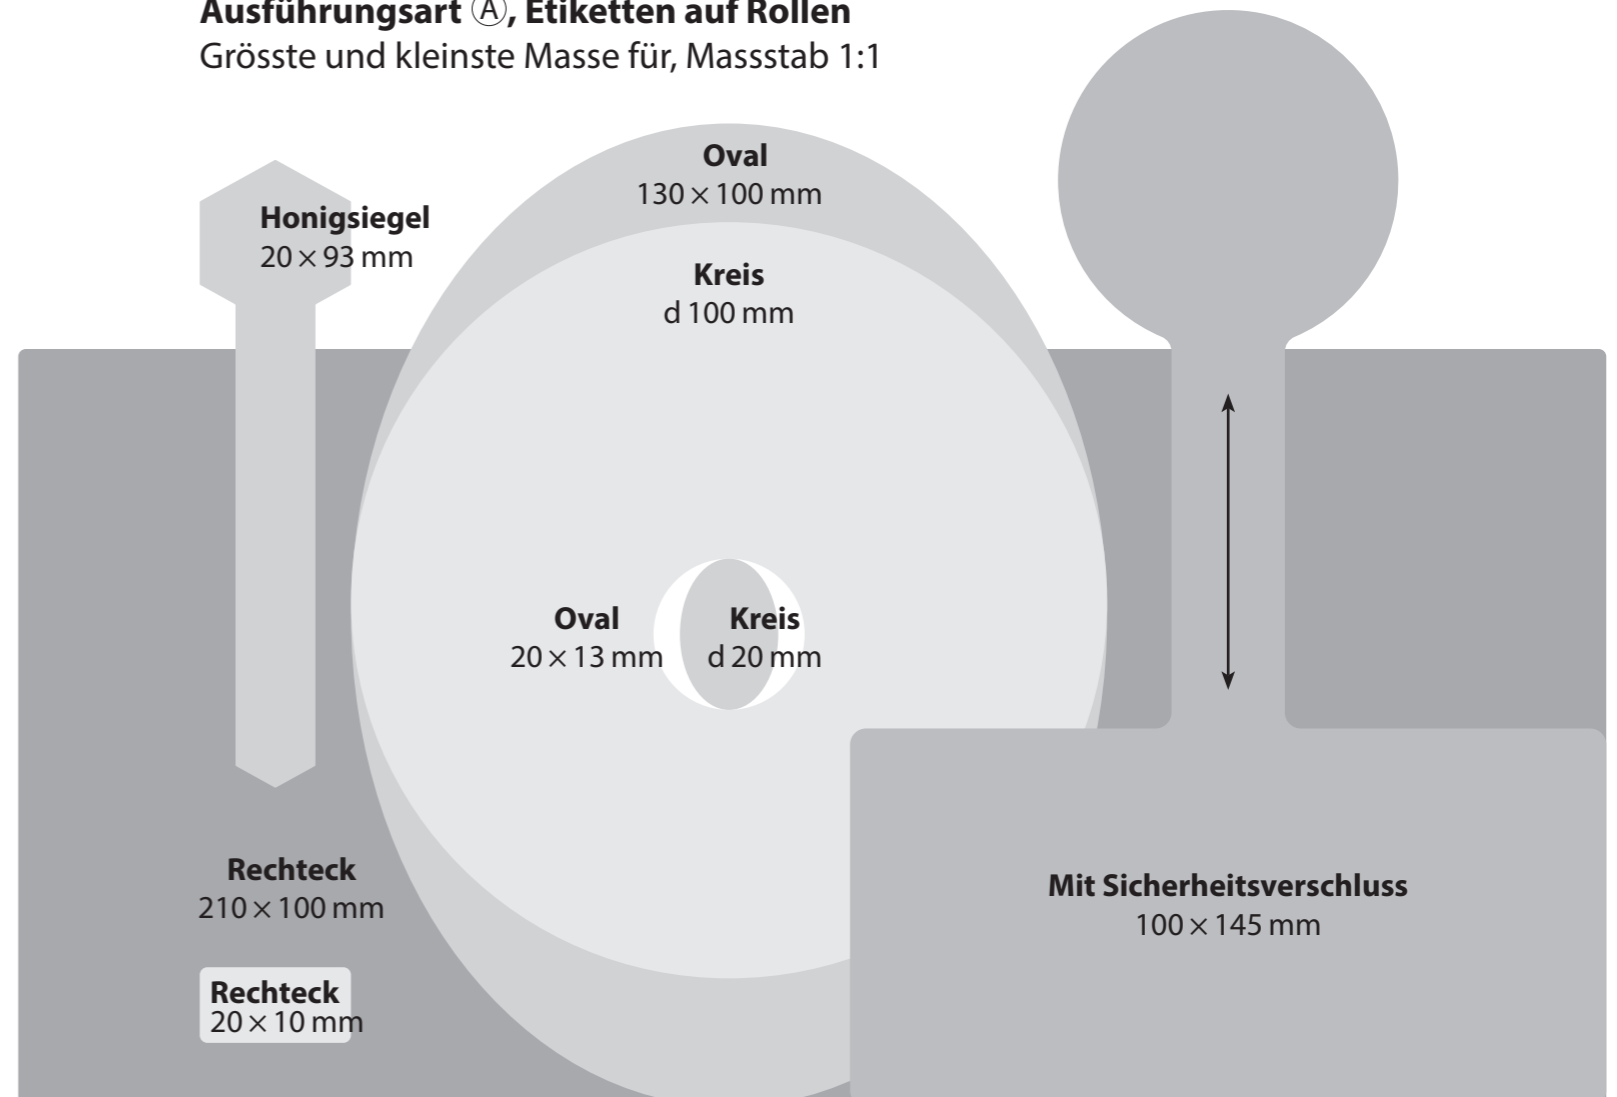 Ausführungsart Ⓐ, Etiketten auf Rollen
Grösste und kleinste Masse für, Massstab 1:1
Oval
130 × 100 mm
Honigsiegel
20 × 93 mm
Kreis
d 100 mm
Oval
20 × 13 mm
Kreis
d 20 mm
Rechteck
210 × 100 mm
Mit Sicherheitsverschluss
100 × 145 mm
Rechteck
20 × 10 mm